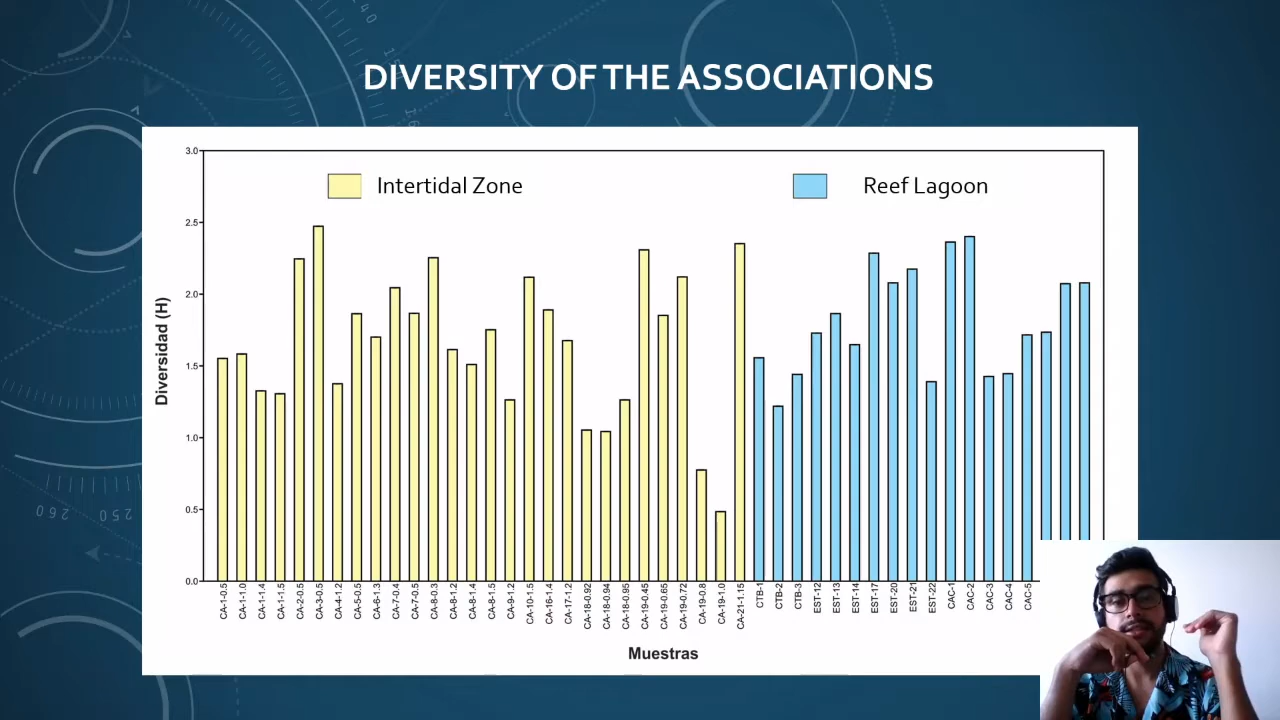 DIVERSITY OF THE ASSOCIATIONS
3.0
2.5
2.0
1.5
1.0
0.5
0.0
Intertidal Zone
Reef Lagoon
Diversidad (H)
CA-1-0.5
CA-1-1.0
CA-1-1.4
CA-1-1.5
CA-2-0.5
CA-3-0.5
CA-4-1.2
CA-5-0.5
CA-6-1.3
CA-7-0.4
CA-7-0.5
CA-8-0.3
CA-8-1.2
CA-8-1.4
CA-8-1.5
CA-9-1.2
CA-10-1.5
CA-16-1.4
CA-17-1.2
CA-18-0.92
CA-18-0.94
CA-18-0.95
CA-19-0.45
CA-19-0.65
CA-19-0.72
CA-19-0.8
CA-19-1.0
CA-21-1.15
CTB-1
CTB-2
CTB-3
EST-12
EST-13
EST-14
EST-17
EST-20
EST-21
EST-22
CAC-1
CAC-2
CAC-3
CAC-4
CAC-5
Muestras
260
250
140